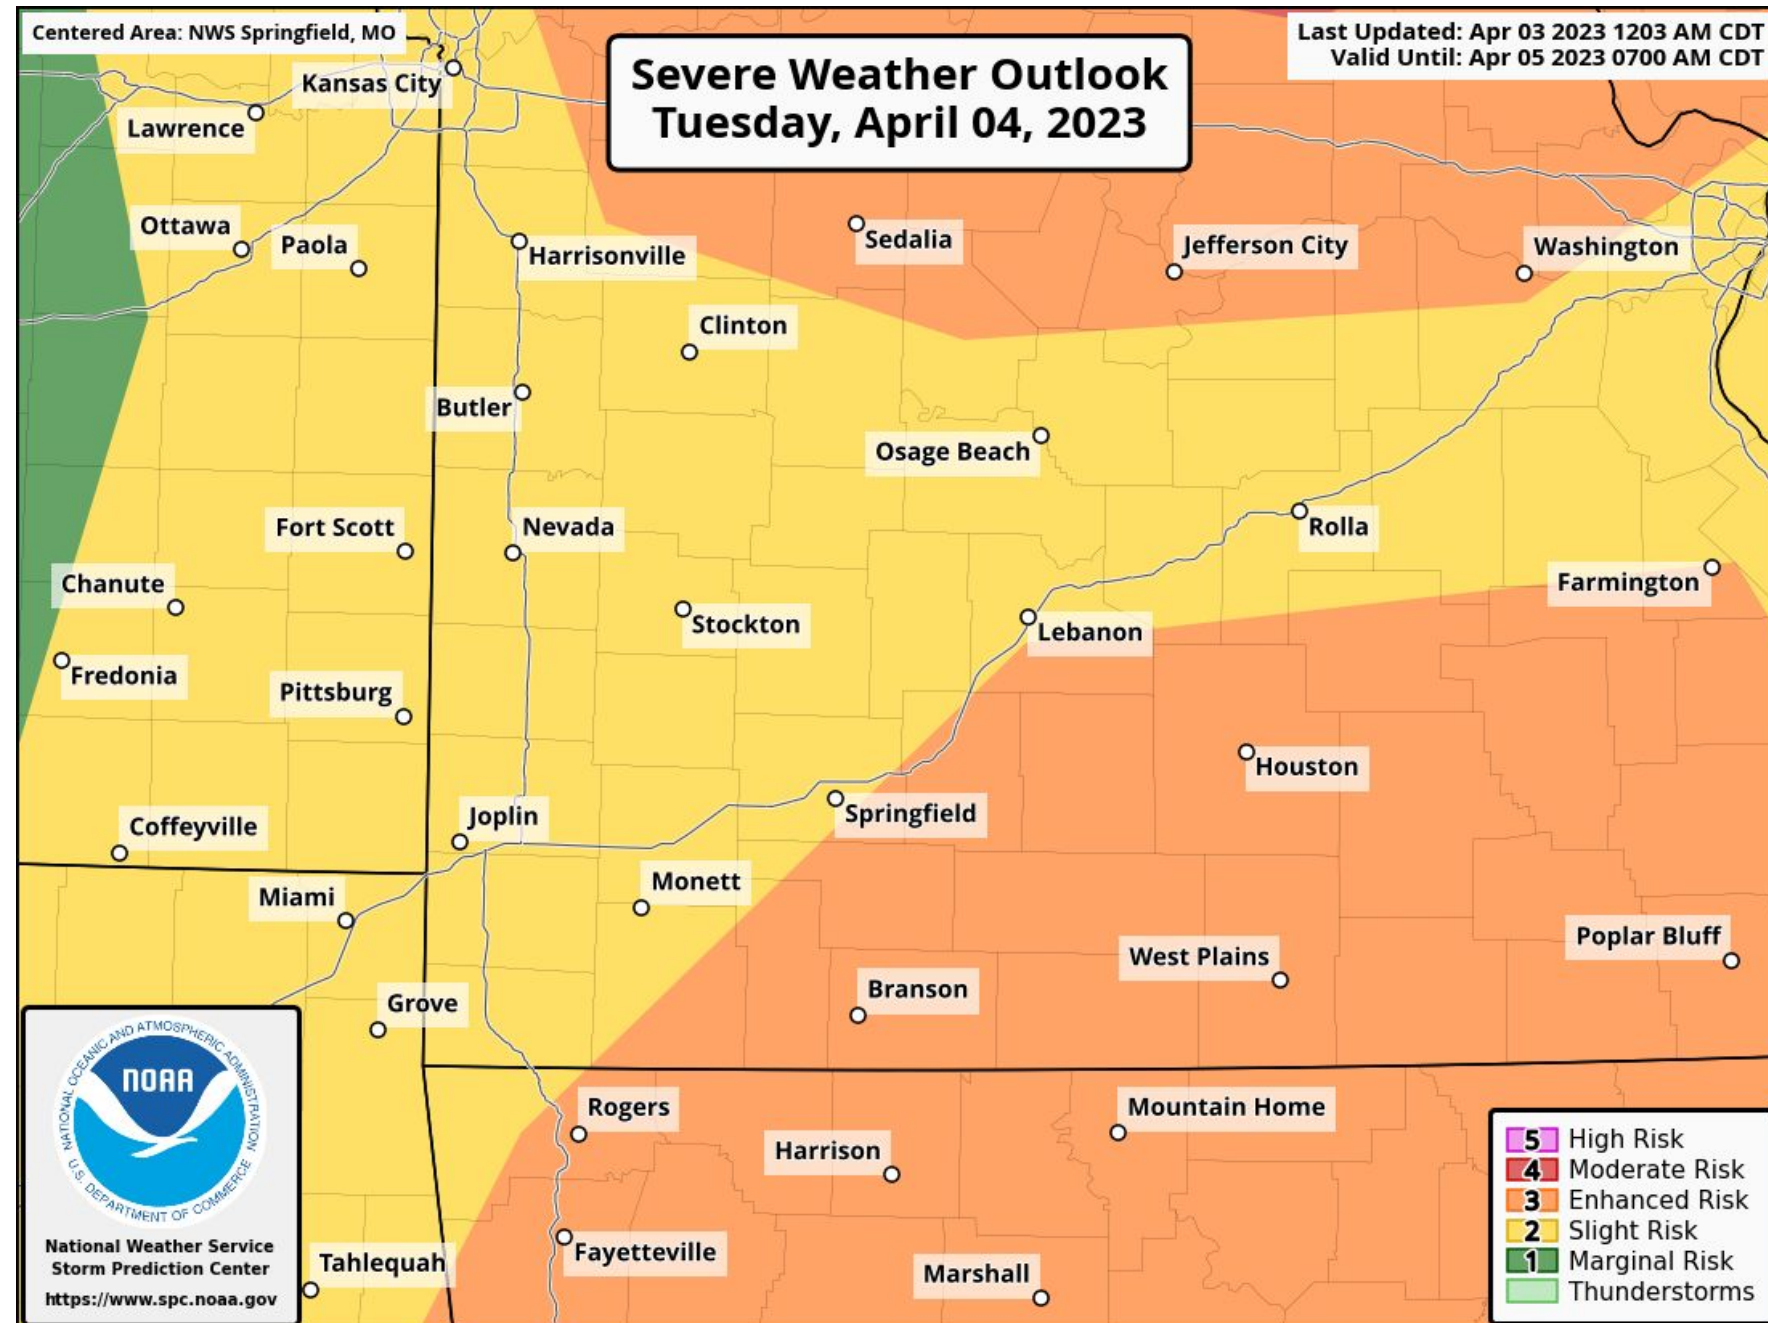 Centered Area: NWS Springfield, MO
Last Updated: Apr 03 2023 1203 AM CDT
Valid Until: Apr 05 2023 0700 AM CDT
Severe Weather Outlook
Tuesday, April 04, 2023
Kansas City
Lawrence
Ottawa
Paola
Harrisonville
Sedalia
Jefferson City
Washington
Clinton
Butler
Osage Beach
Fort Scott
Nevada
Rolla
Chanute
Farmington
Stockton
Lebanon
Fredonia
Pittsburg
Houston
Coffeyville
Joplin
Springfield
Miami
Monett
Poplar Bluff
West Plains
Grove
Branson
Rogers
Mountain Home
Harrison
Fayetteville
Tahlequah
Marshall
NATIONAL OCEANIC AND ATMOSPHERIC ADMINISTRATION
NOAA
U.S. DEPARTMENT OF COMMERCE
National Weather Service
Storm Prediction Center
https://www.spc.noaa.gov
5 High Risk
4 Moderate Risk
3 Enhanced Risk
2 Slight Risk
1 Marginal Risk
Thunderstorms